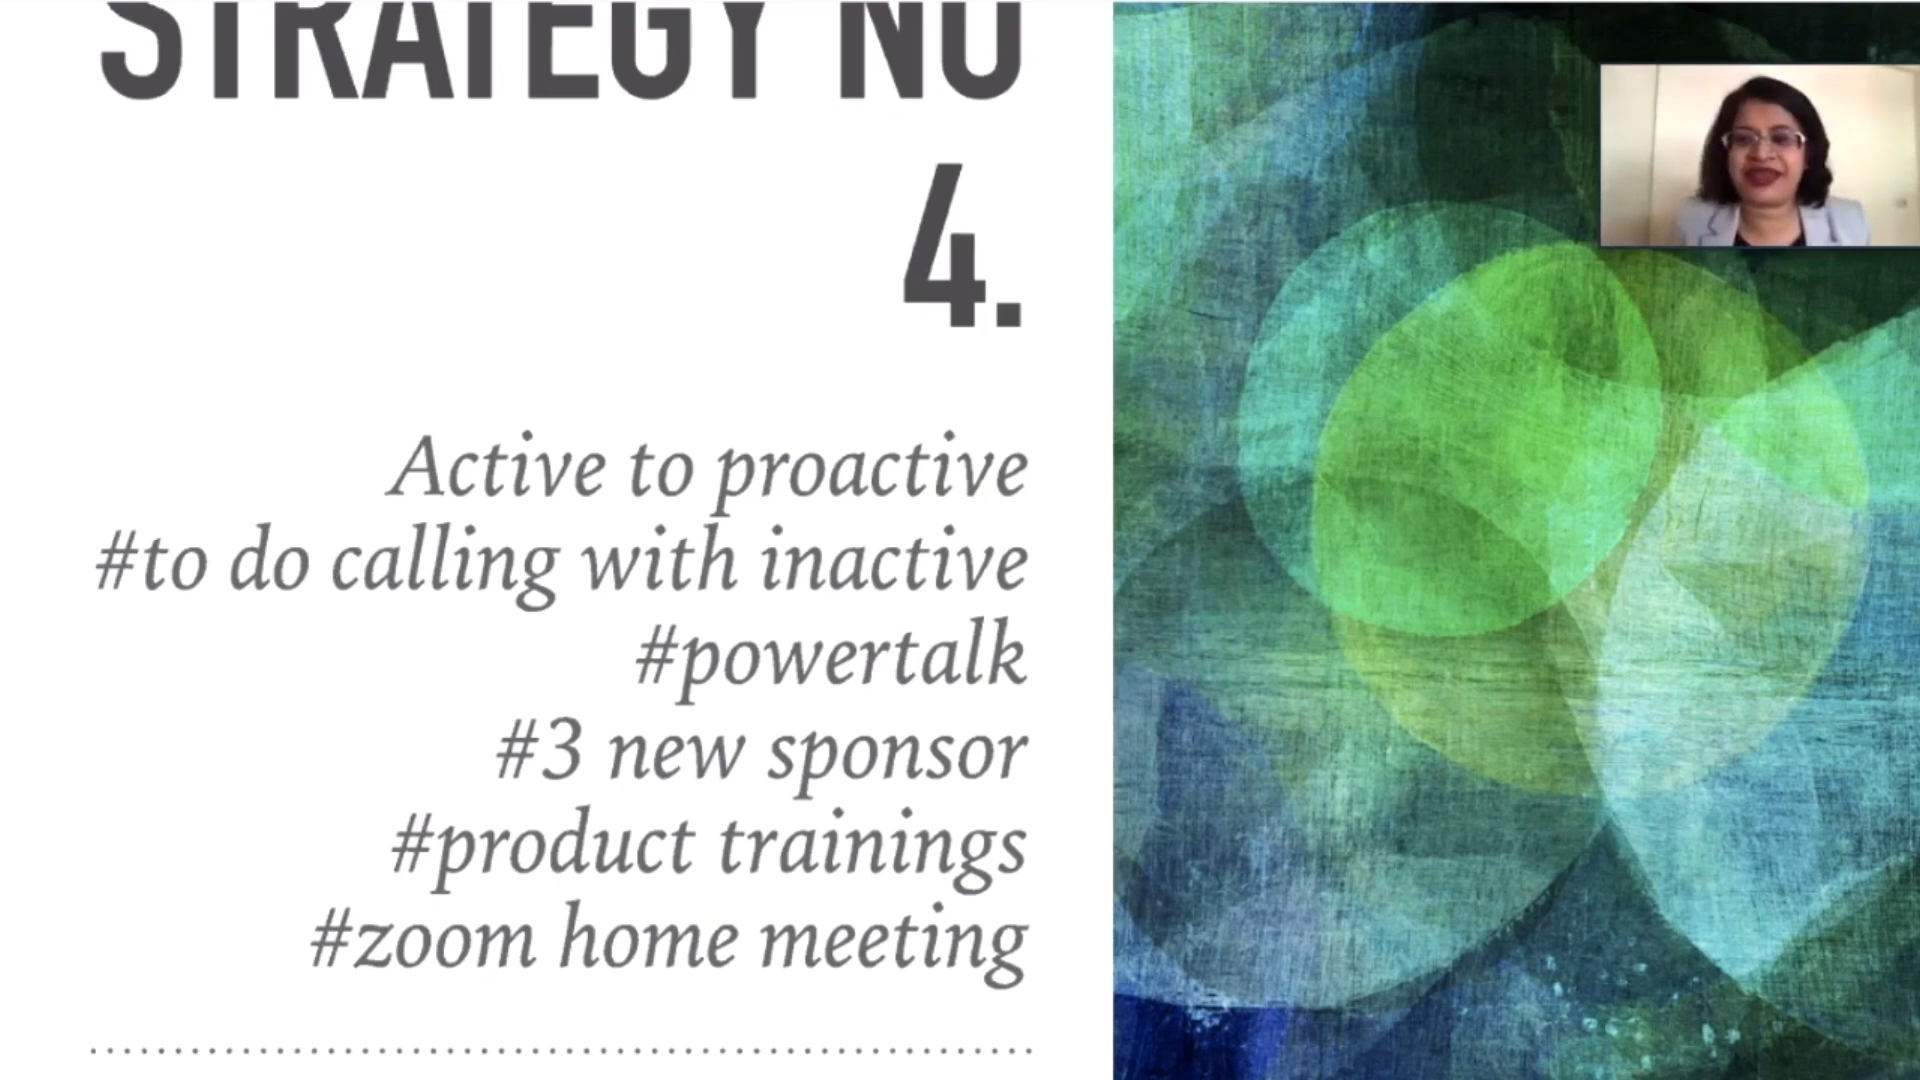 STRATEGY NO
4.
Active to proactive
#to do calling with inactive
#powertalk
#3 new sponsor
#product trainings
#zoom home meeting